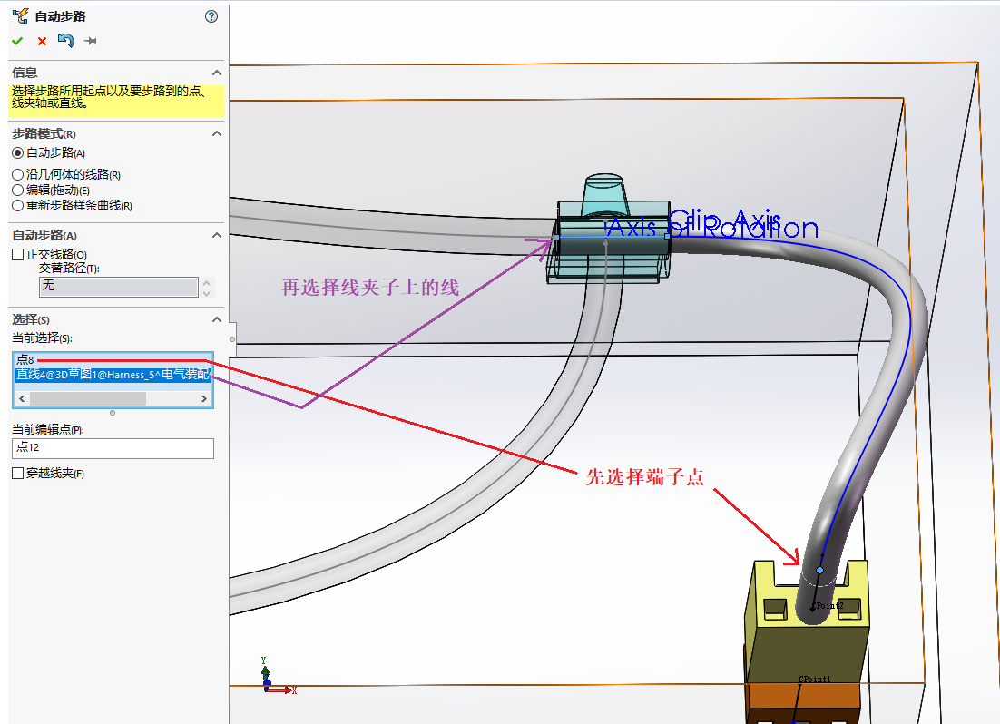 自动步路
信息
选择步路所用起点以及要步路到的点、
线夹轴或直线。
步路模式(R)
自动步路(A)
沿几何体的线路(R)
编辑(拖动)(E)
重新步路样条曲线(R)
自动步路(A)
正交线路(O)
交替路径(T):
无
选择(S)
当前选择(S):
点8
直线4@3D草图1@Harness_5^电气装配
当前编辑点(P):
点12
穿越线夹(F)
Clip Axis
Axis of Rotation
再选择线夹子上的线
先选择端子点
CPoint2
CPoint1
Y
X